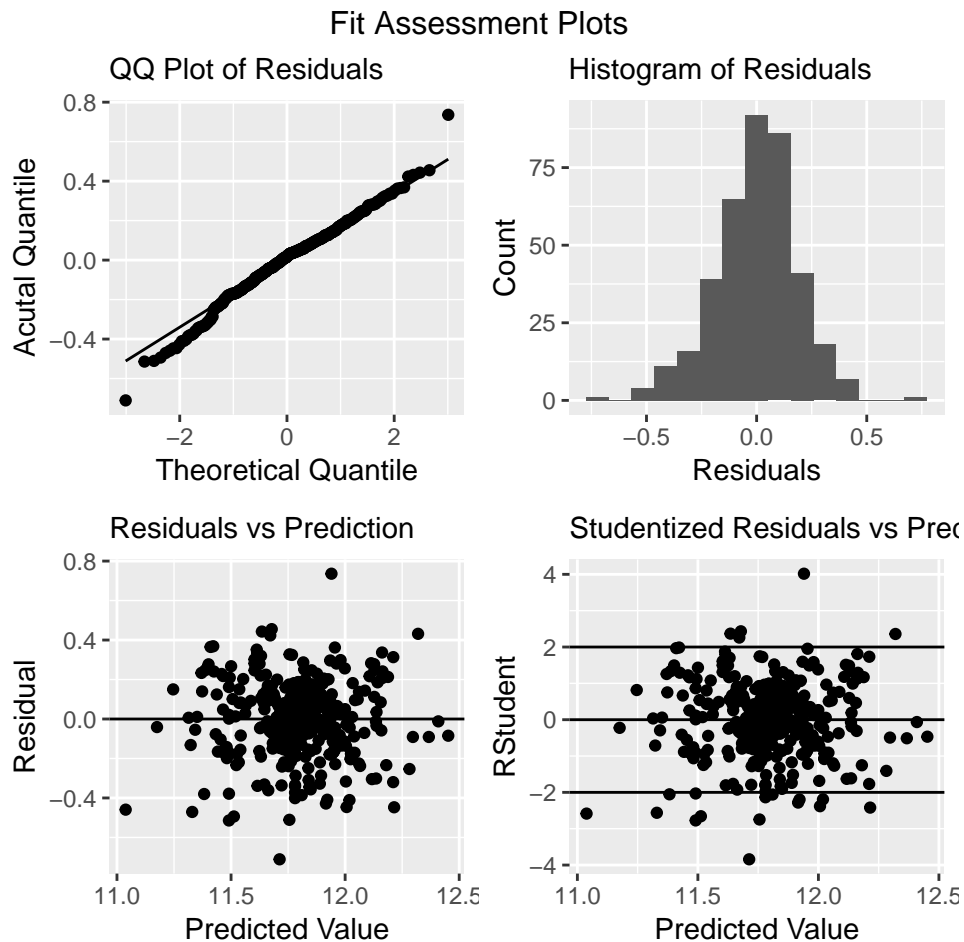 Fit Assessment Plots
QQ Plot of Residuals
0.8
0.4
0.0
−0.4
Acutal Quantile
−2 0 2
Theoretical Quantile
Histogram of Residuals
75
50
25
0
Count
−0.5 0.0 0.5
Residuals
Residuals vs Prediction
0.8
0.4
0.0
−0.4
Residual
11.0 11.5 12.0 12.5
Predicted Value
Studentized Residuals vs Pred
4
2
0
−2
−4
RStudent
11.0 11.5 12.0 12.5
Predicted Value